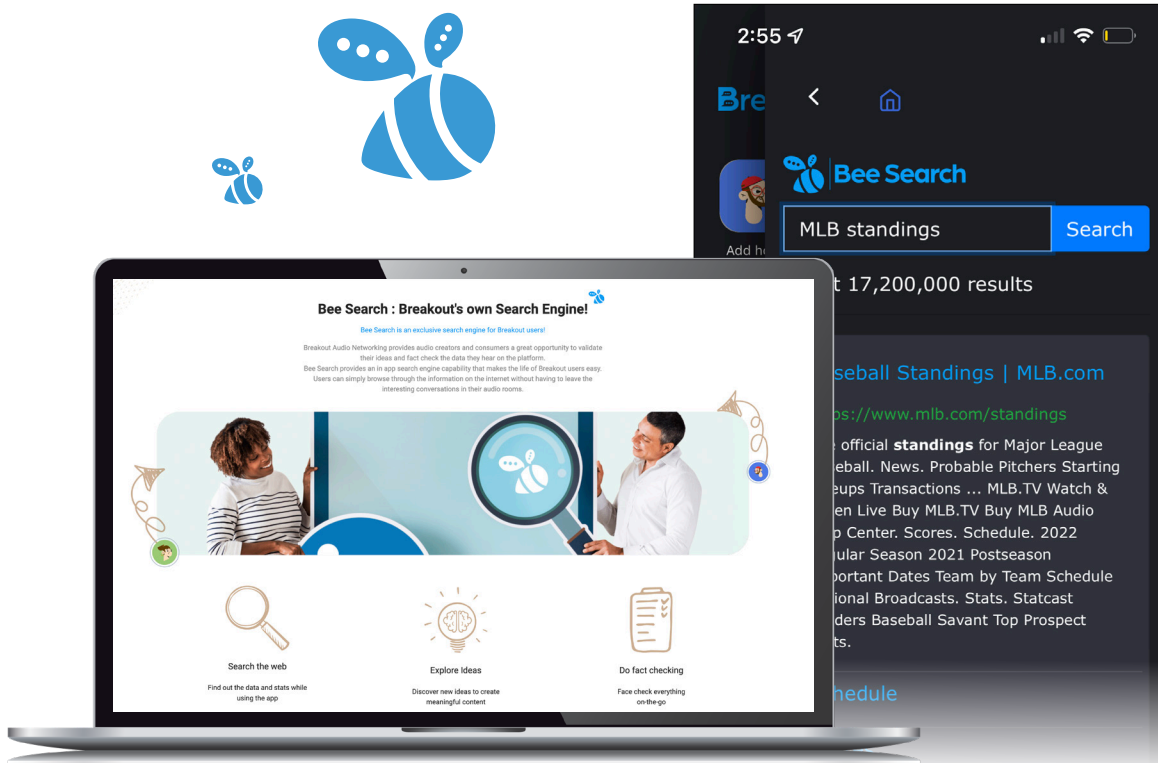 2:55
Bre
Bee Search
MLB standings
Search
Add
t 17,200,000 results
seball Standings | MLB.com
ps://www.mlb.com/standings
official standings for Major League
eball. News. Probable Pitchers Starting
eups Transactions ... MLB.TV Watch &
en Live Buy MLB.TV Buy MLB Audio
p Center. Scores. Schedule. 2022
ular Season 2021 Postseason
portant Dates Team by Team Schedule
ional Broadcasts. Stats. Statcast
ders Baseball Savant Top Prospect
ts.
hedule
Bee Search : Breakout's own Search Engine!
Bee Search is an exclusive search engine for Breakout users!
Breakout Audio Networking provides audio creators and consumers a great opportunity to validate
their ideas and fact check the data they hear on the platform.
Bee Search provides an in app search engine capability that makes the life of Breakout users easy.
Users can simply browse through the information on the internet without having to leave the
interesting conversations in their audio rooms.
Search the web
Find out the data and stats while
using the app
Explore Ideas
Discover new ideas to create
meaningful content
Do fact checking
Face check everything
on-the-go